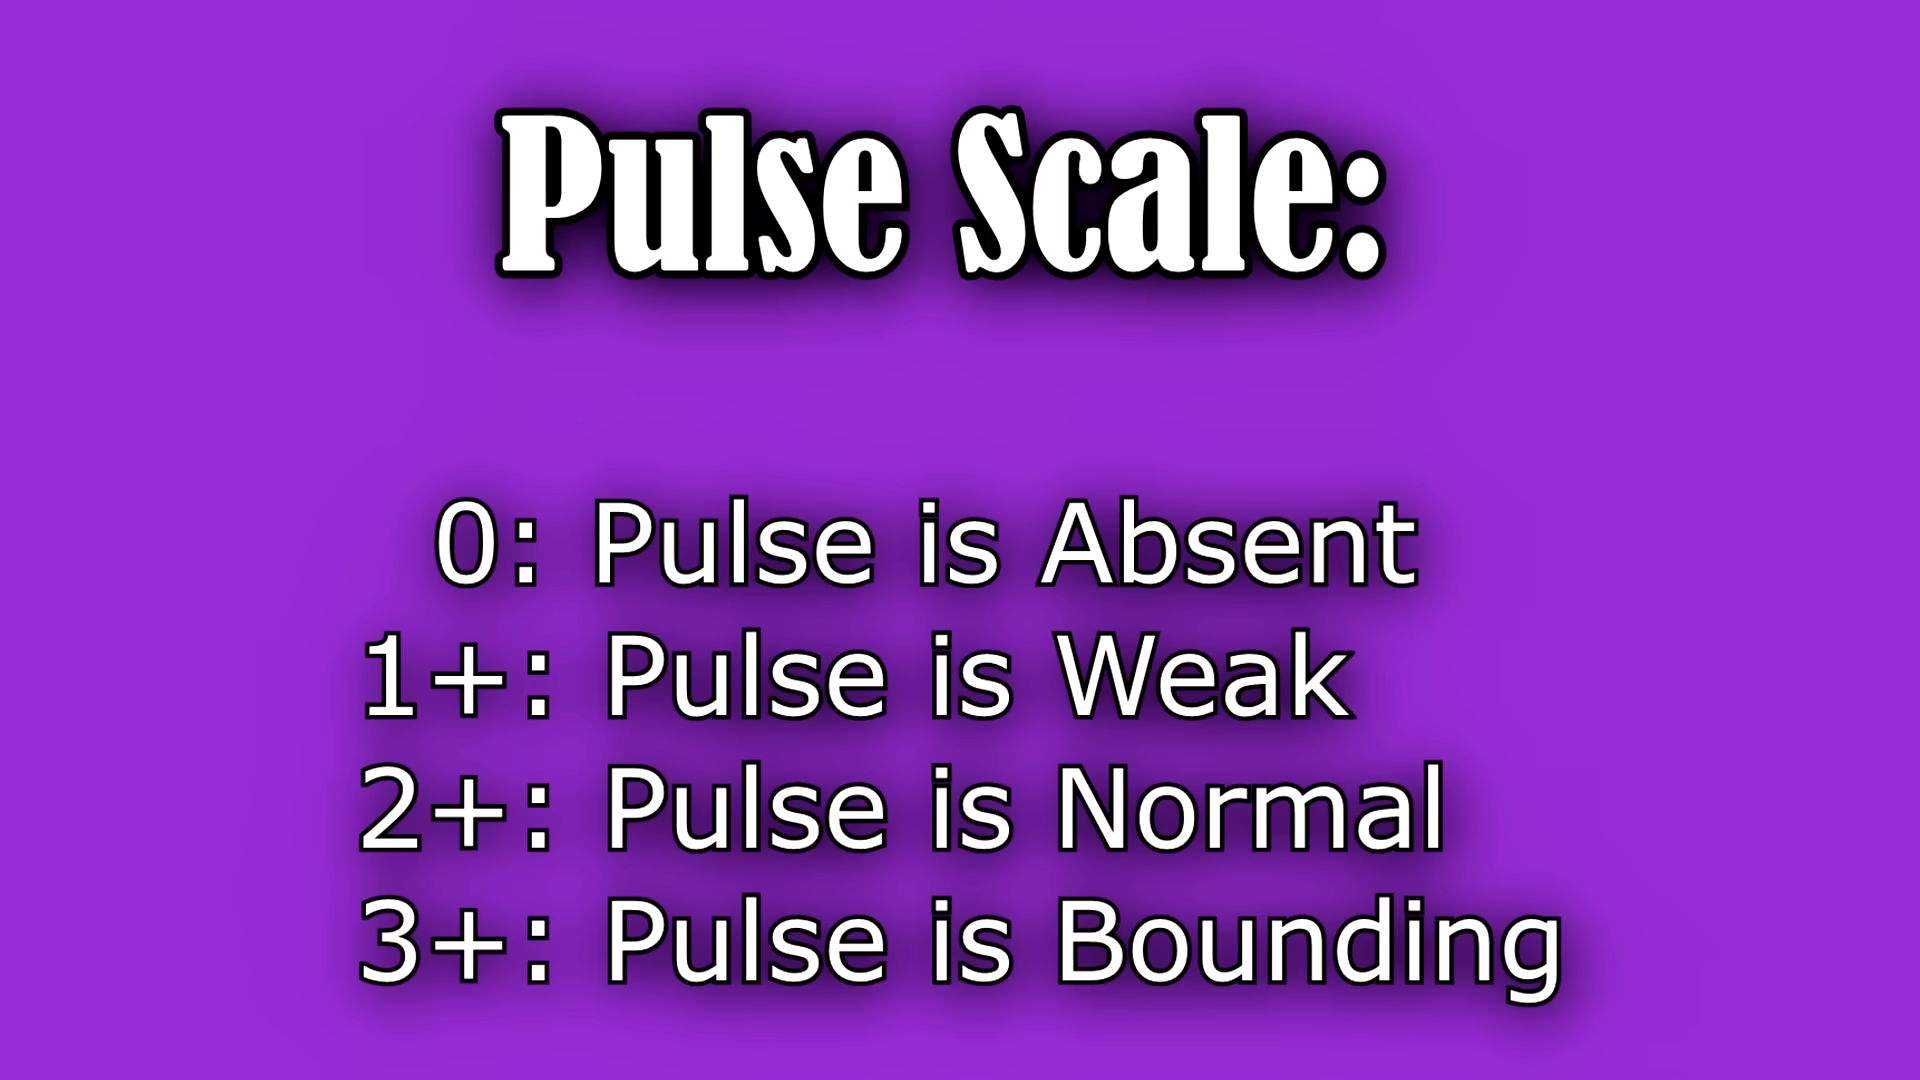 Pulse Scale:
0: Pulse is Absent
1+: Pulse is Weak
2+: Pulse is Normal
3+: Pulse is Bounding